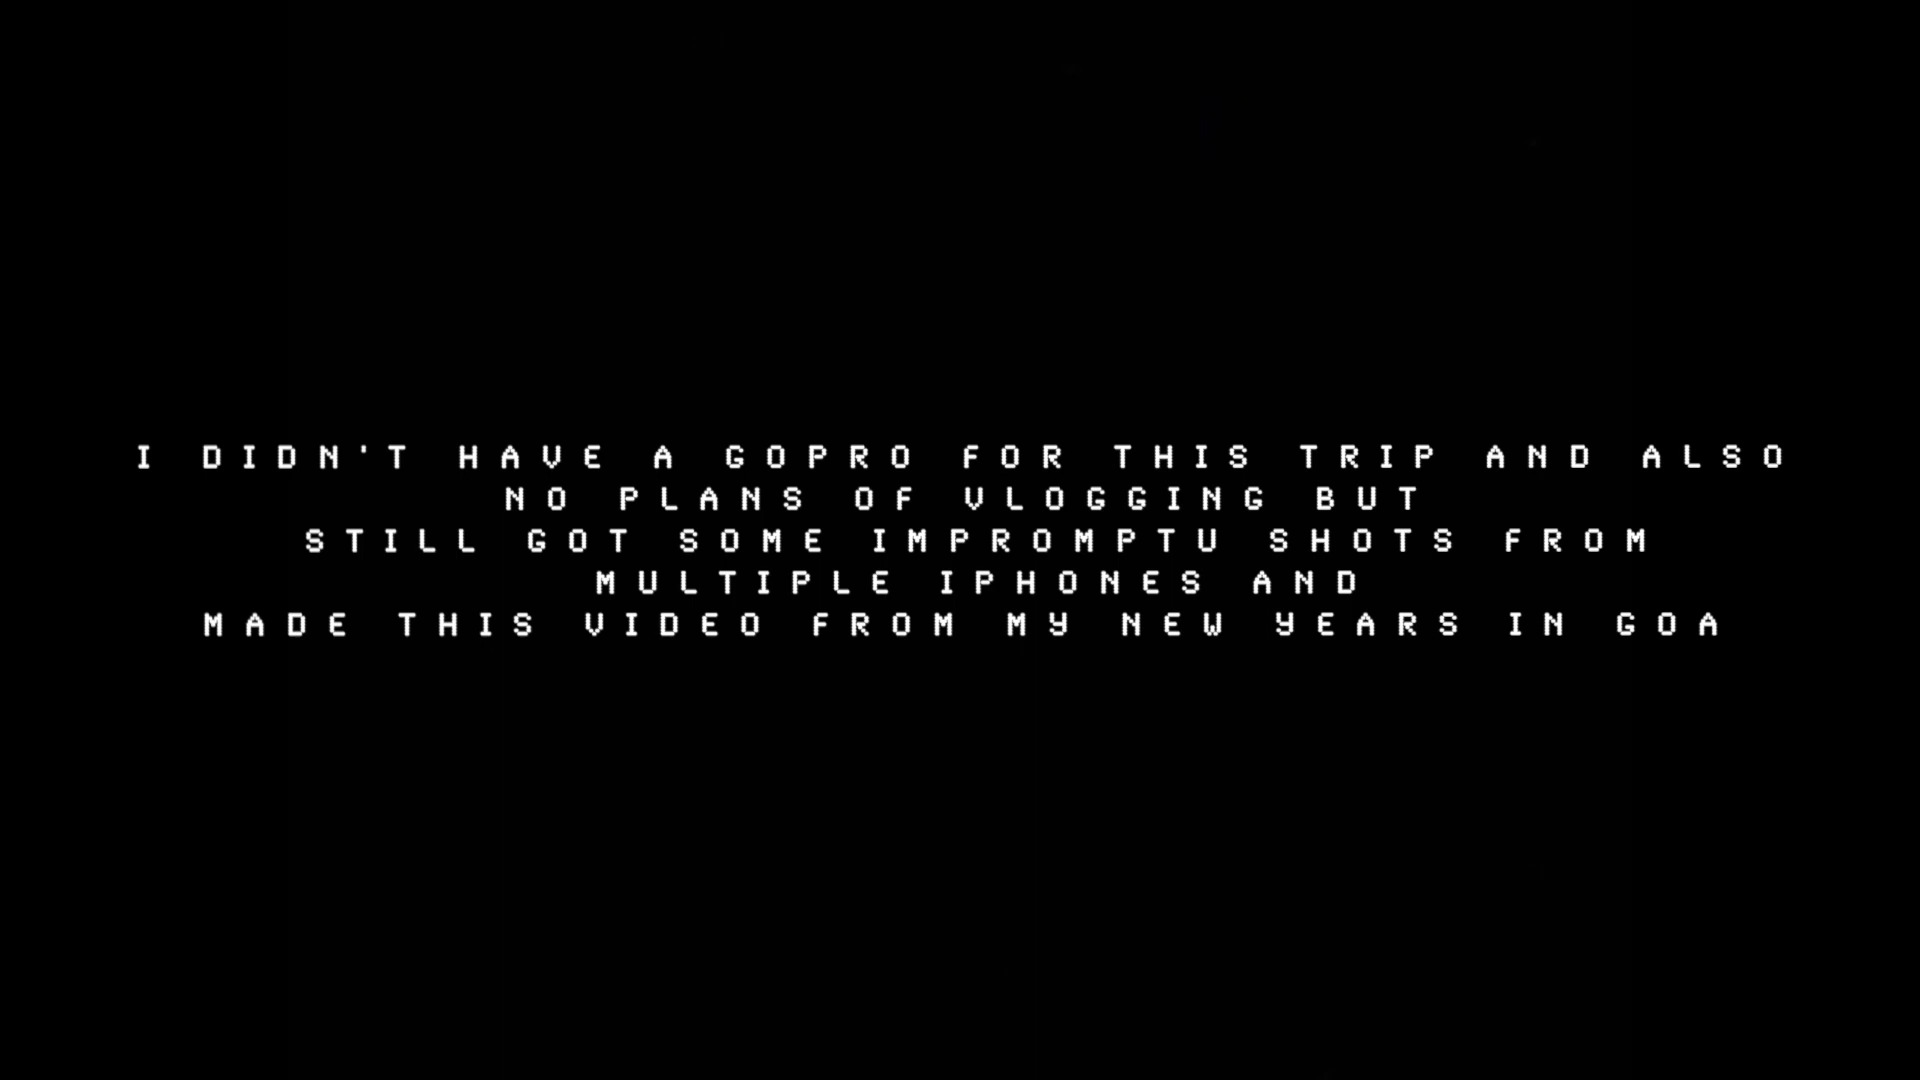 I DIDN'T HAVE A GOPRO FOR THIS TRIP AND ALSO
NO PLANS OF VLOGGING BUT
STILL GOT SOME IMPROMPTU SHOTS FROM
MULTIPLE IPHONES AND
MADE THIS VIDEO FROM MY NEW YEARS IN GOA